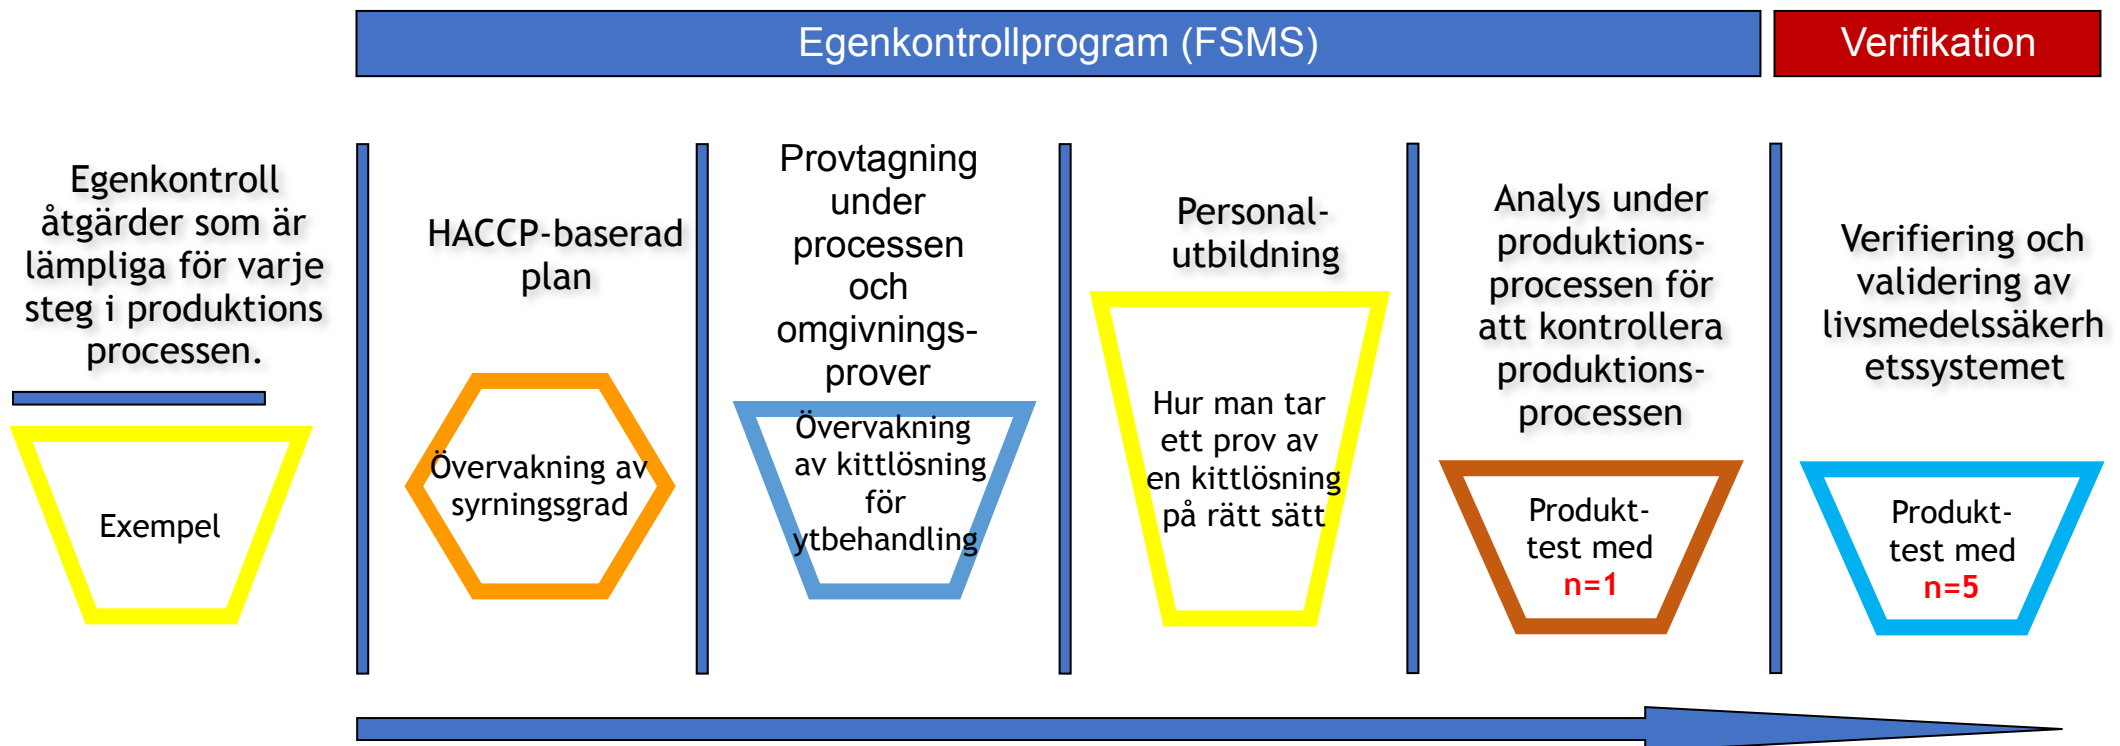 Egenkontrollprogram (FSMS)
Verifikation
Egenkontroll
åtgärder som är
lämpliga för varje
steg i produktions
processen.
Exempel
HACCP-baserad
plan
Övervakning av
syrningsgrad
Provtagning
under
processen
och
omgivnings-
prover
Övervakning
av kittlösning
för
ytbehandling
Personal-
utbildning
Hur man tar
ett prov av
en kittlösning
på rätt sätt
Analys under
produktions-
processen för
att kontrollera
produktions-
processen
Produkt-
test med
n=1
Verifiering och
validering av
livsmedelssäkerh
etssystemet
Produkt-
test med
n=5